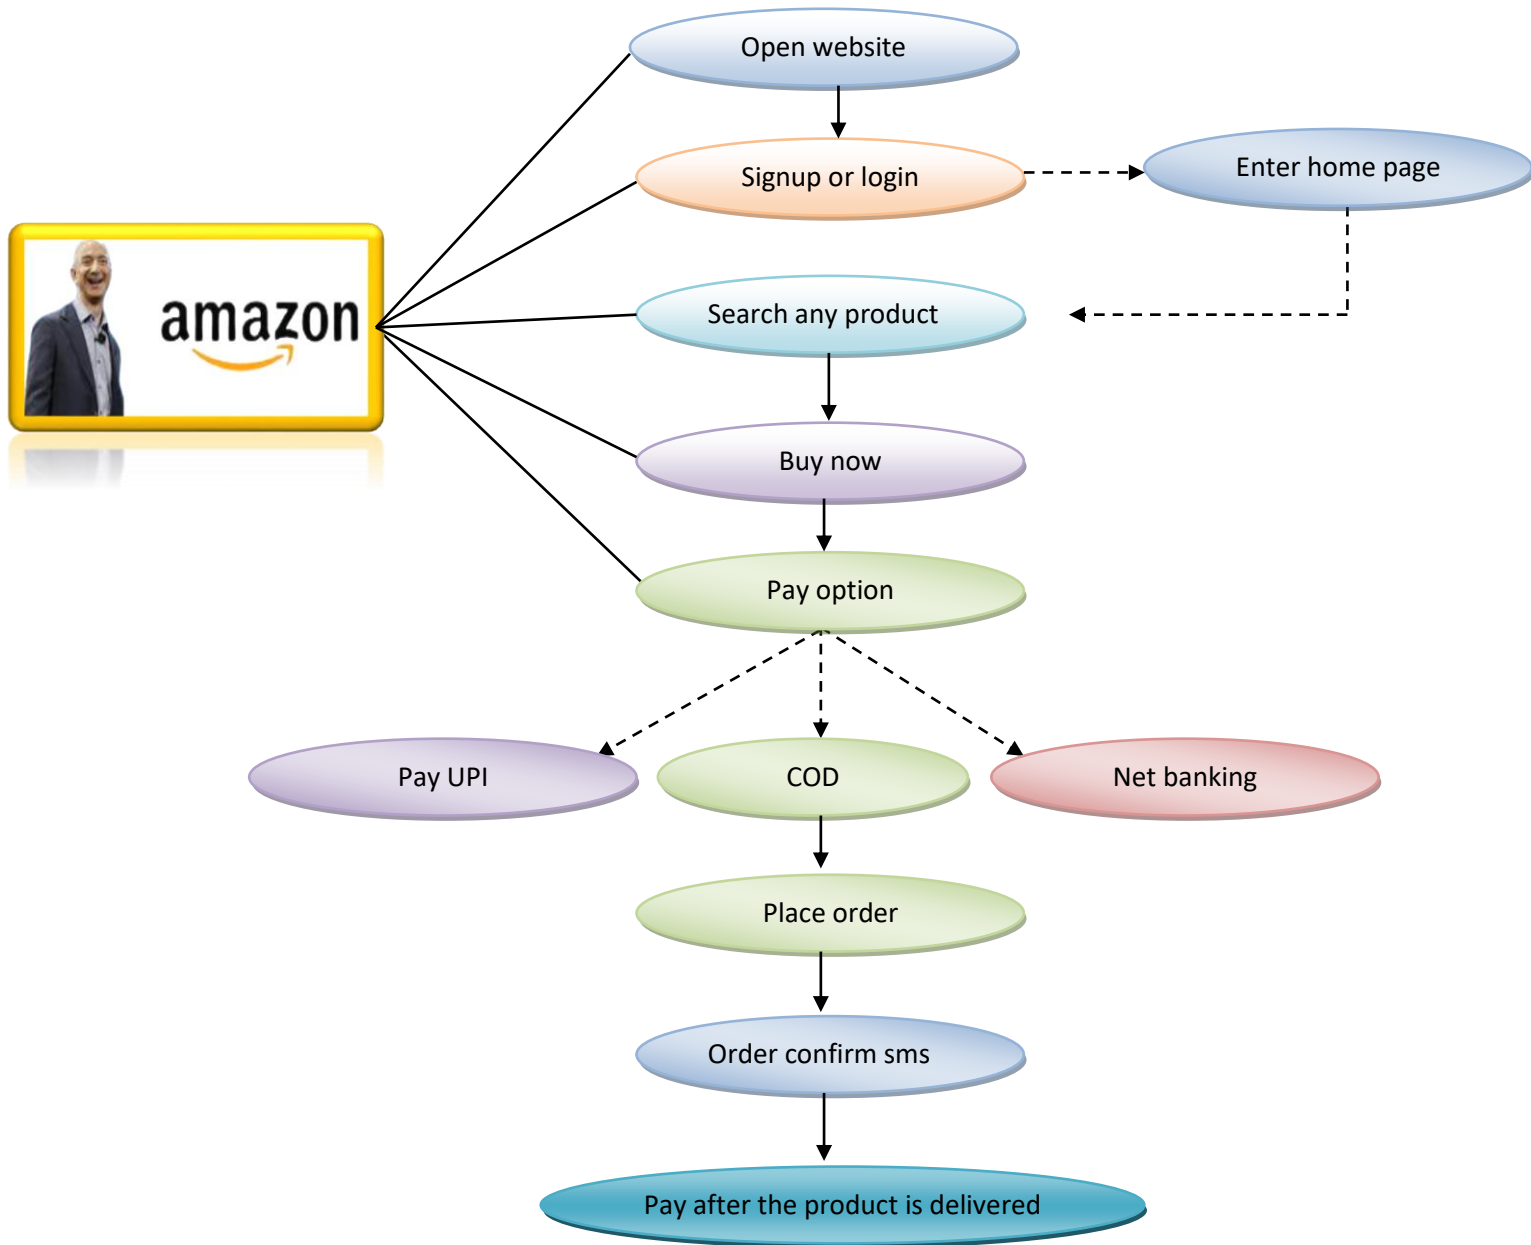 Open website
Signup or login
Enter home page
amazon
Search any product
Buy now
Pay option
Pay UPI
COD
Net banking
Place order
Order confirm sms
Pay after the product is delivered